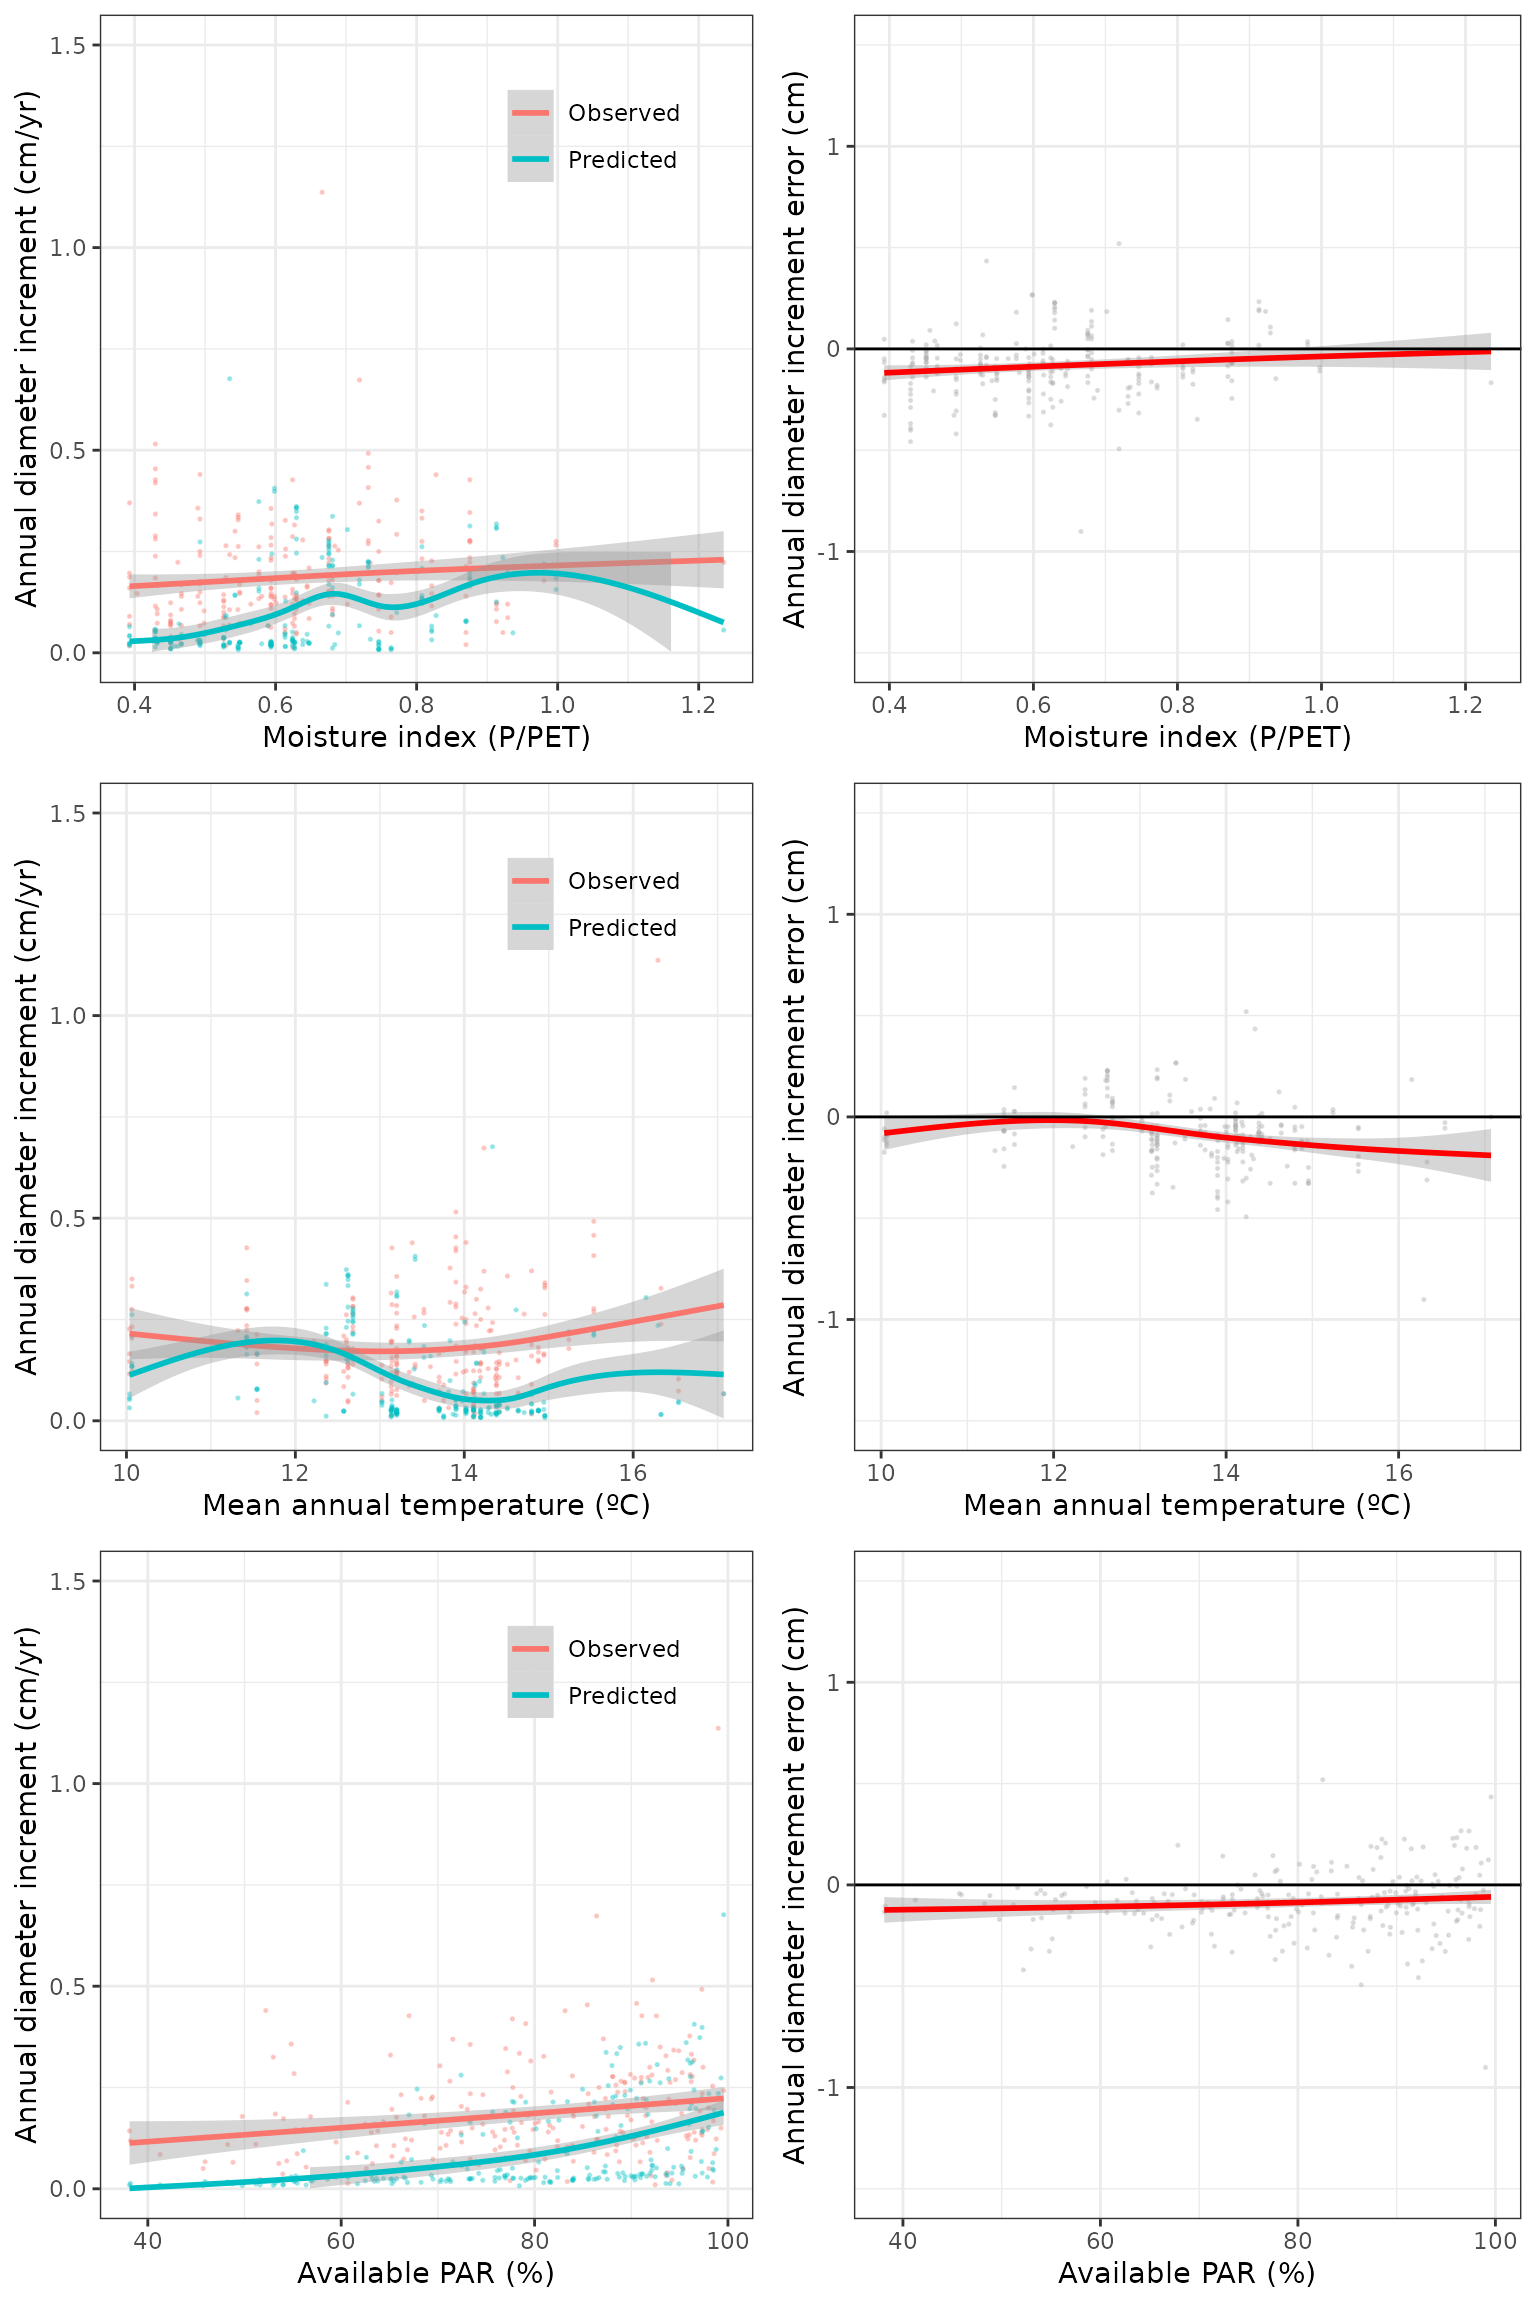 Annual diameter increment (cm/yr)
1.5
1.0
0.5
0.0
Observed
Predicted
0.4 0.6 0.8 1.0 1.2
Moisture index (P/PET)
Annual diameter increment error (cm)
1
0
-1
0.4 0.6 0.8 1.0 1.2
Moisture index (P/PET)
Annual diameter increment (cm/yr)
1.5
1.0
0.5
0.0
Observed
Predicted
10 12 14 16
Mean annual temperature (ºC)
Annual diameter increment error (cm)
1
0
-1
10 12 14 16
Mean annual temperature (ºC)
Annual diameter increment (cm/yr)
1.5
1.0
0.5
0.0
Observed
Predicted
40 60 80 100
Available PAR (%)
Annual diameter increment error (cm)
1
0
-1
40 60 80 100
Available PAR (%)